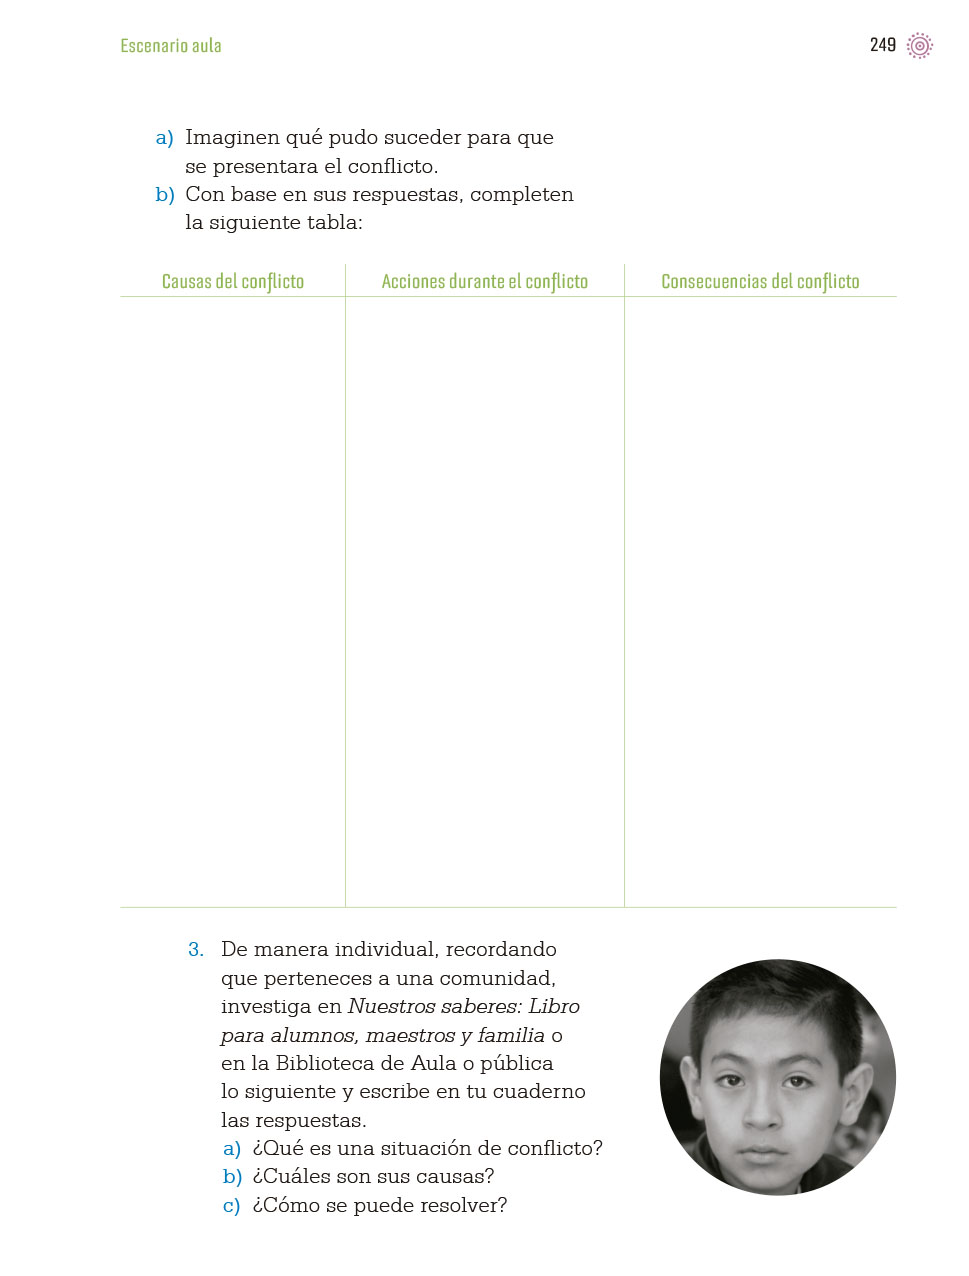 Escenario aula
249
a) Imaginen qué pudo suceder para que
se presentara el conflicto.
b) Con base en sus respuestas, completen
la siguiente tabla:
Causas del conflicto
Acciones durante el conflicto
Consecuencias del conflicto
3. De manera individual, recordando
que perteneces a una comunidad,
investiga en Nuestros saberes: Libro
para alumnos, maestros y familia o
en la Biblioteca de Aula o pública
lo siguiente y escribe en tu cuaderno
las respuestas.
a) ¿Qué es una situación de conflicto?
b) ¿Cuáles son sus causas?
c) ¿Cómo se puede resolver?